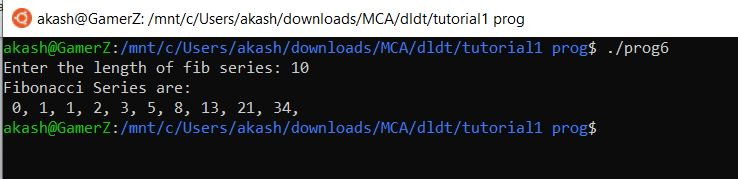 akash@GamerZ: /mnt/c/Users/akash/downloads/MCA/dldt/tutorial1 prog
akash@GamerZ:/mnt/c/Users/akash/downloads/MCA/dldt/tutorial1 prog$ ./prog6
Enter the length of fib series: 10
Fibonacci Series are:
 0, 1, 1, 2, 3, 5, 8, 13, 21, 34,
akash@GamerZ:/mnt/c/Users/akash/downloads/MCA/dldt/tutorial1 prog$